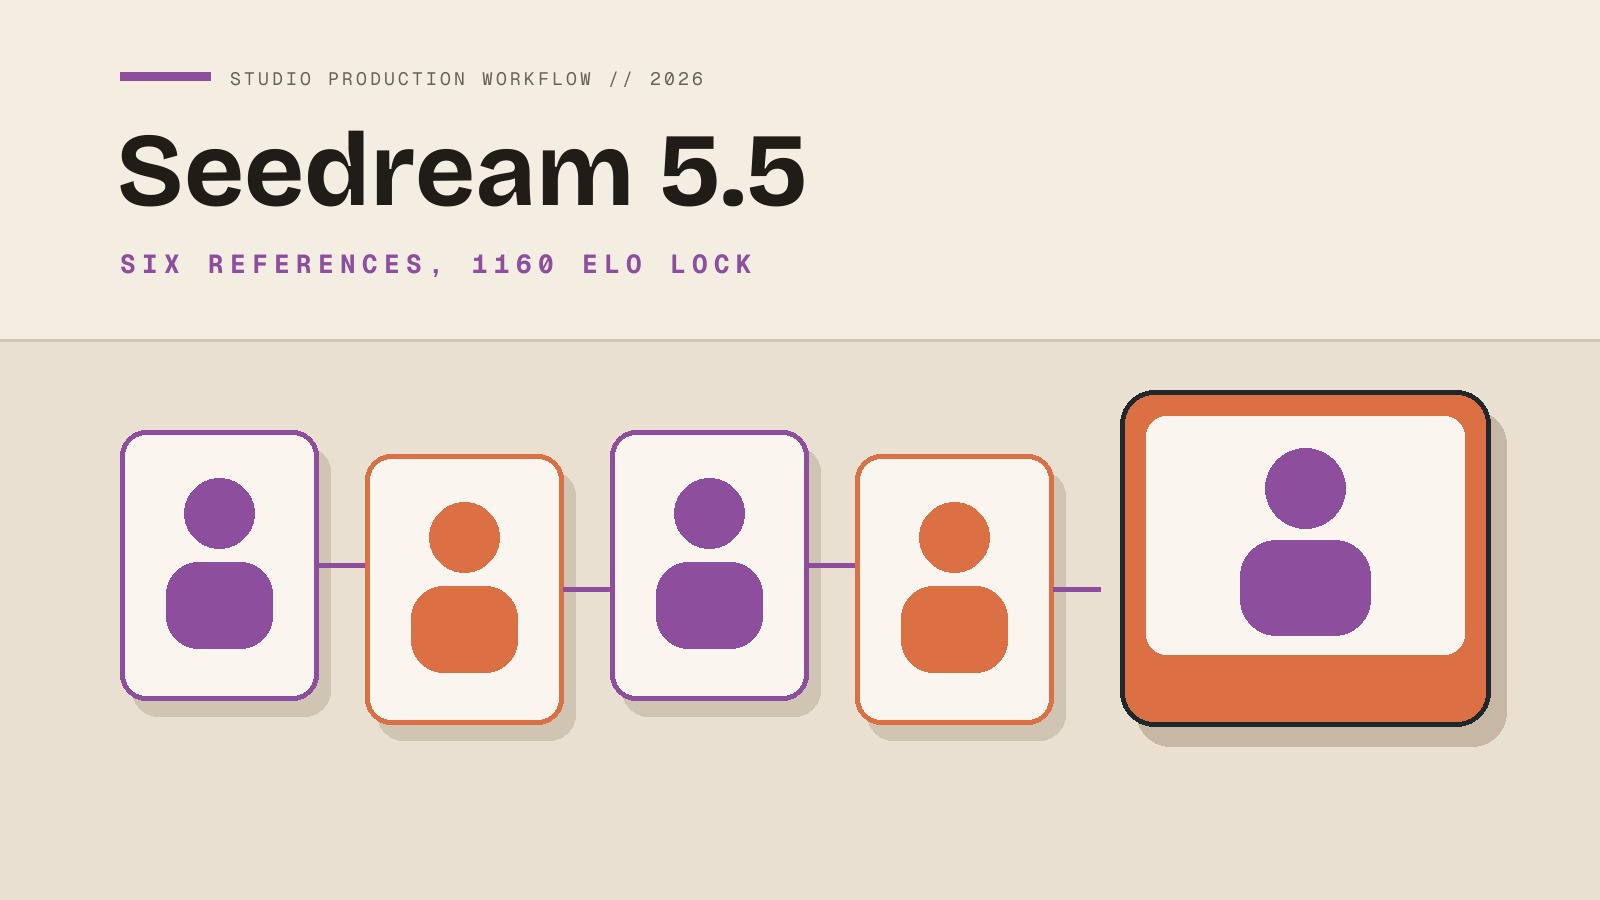 STUDIO PRODUCTION WORKFLOW // 2026
Seedream 5.5
SIX REFERENCES, 1160 ELO LOCK